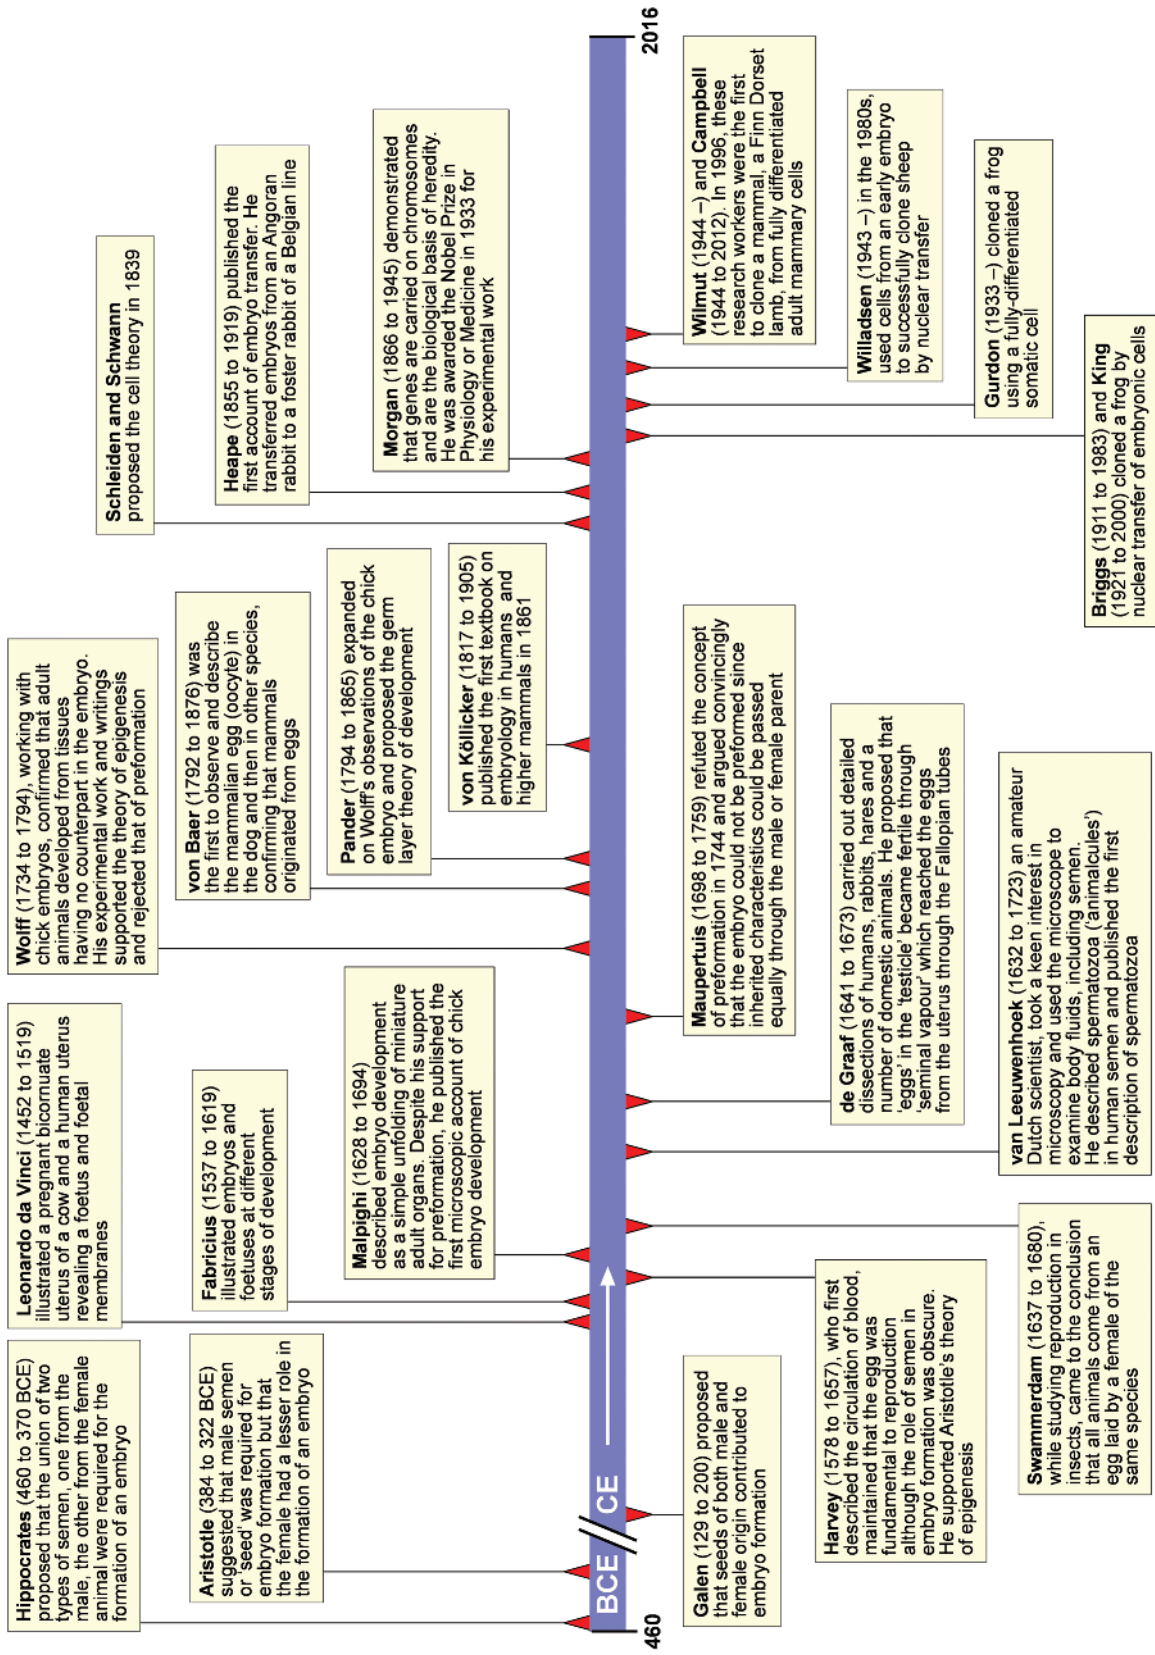 Hippocrates (460 to 370 BCE)
proposed that the union of two
types of semen, one from the
male, the other from the female
animal were required for the
formation of an embryo
Leonardo da Vinci (1452 to 1519)
illustrated a pregnant bicornuate
uterus of a cow and a human uterus
revealing a foetus and foetal
membranes
Wolff (1734 to 1794), working with
chick embryos, confirmed that adult
animals developed from tissues
having no counterpart in the embryo.
His experimental work and writings
supported the theory of epigenesis
and rejected that of preformation
Schleiden and Schwann
proposed the cell theory in 1839
Aristotle (384 to 322 BCE)
suggested that male semen
or 'seed' was required for
embryo formation but that
the female had a lesser role in
the formation of an embryo
Fabricius (1537 to 1619)
illustrated embryos and
foetuses at different
stages of development
von Baer (1792 to 1876) was
the first to observe and describe
the mammalian egg (oocyte) in
the dog and then in other species,
confirming that mammals
originated from eggs
Heape (1855 to 1919) published the
first account of embryo transfer. He
transferred embryos from an Angoran
rabbit to a foster rabbit of a Belgian line
Malpighi (1628 to 1694)
described embryo development
as a simple unfolding of miniature
adult organs. Despite his support
for preformation, he published the
first microscopic account of chick
embryo development
Pander (1794 to 1865) expanded
on Wolff's observations of the chick
embryo and proposed the germ
layer theory of development
Morgan (1866 to 1945) demonstrated
that genes are carried on chromosomes
and are the biological basis of heredity.
He was awarded the Nobel Prize in
Physiology or Medicine in 1933 for
his experimental work
von Köllicker (1817 to 1905)
published the first textbook on
embryology in humans and
higher mammals in 1861
BCE CE
460
2016
Galen (129 to 200) proposed
that seeds of both male and
female origin contributed to
embryo formation
Maupertuis (1698 to 1759) refuted the concept
of preformation in 1744 and argued convincingly
that the embryo could not be preformed since
inherited characteristics could be passed
equally through the male or female parent
Wilmut (1944 –) and Campbell
(1944 to 2012). In 1996, these
research workers were the first
to clone a mammal, a Finn Dorset
lamb, from fully differentiated
adult mammary cells
Harvey (1578 to 1657), who first
described the circulation of blood,
maintained that the egg was
fundamental to reproduction
although the role of semen in
embryo formation was obscure.
He supported Aristotle's theory
of epigenesis
de Graaf (1641 to 1673) carried out detailed
dissections of humans, rabbits, hares and a
number of domestic animals. He proposed that
'eggs' in the 'testicle' became fertile through
'seminal vapour' which reached the eggs
from the uterus through the Fallopian tubes
Willadsen (1943 –) in the 1980s,
used cells from an early embryo
to successfully clone sheep
by nuclear transfer
Gurdon (1933 –) cloned a frog
using a fully-differentiated
somatic cell
Swammerdam (1637 to 1680),
while studying reproduction in
insects, came to the conclusion
that all animals come from an
egg laid by a female of the
same species
van Leeuwenhoek (1632 to 1723) an amateur
Dutch scientist, took a keen interest in
microscopy and used the microscope to
examine body fluids, including semen.
He described spermatozoa ('animalcules')
in human semen and published the first
description of spermatozoa
Briggs (1911 to 1983) and King
(1921 to 2000) cloned a frog by
nuclear transfer of embryonic cells